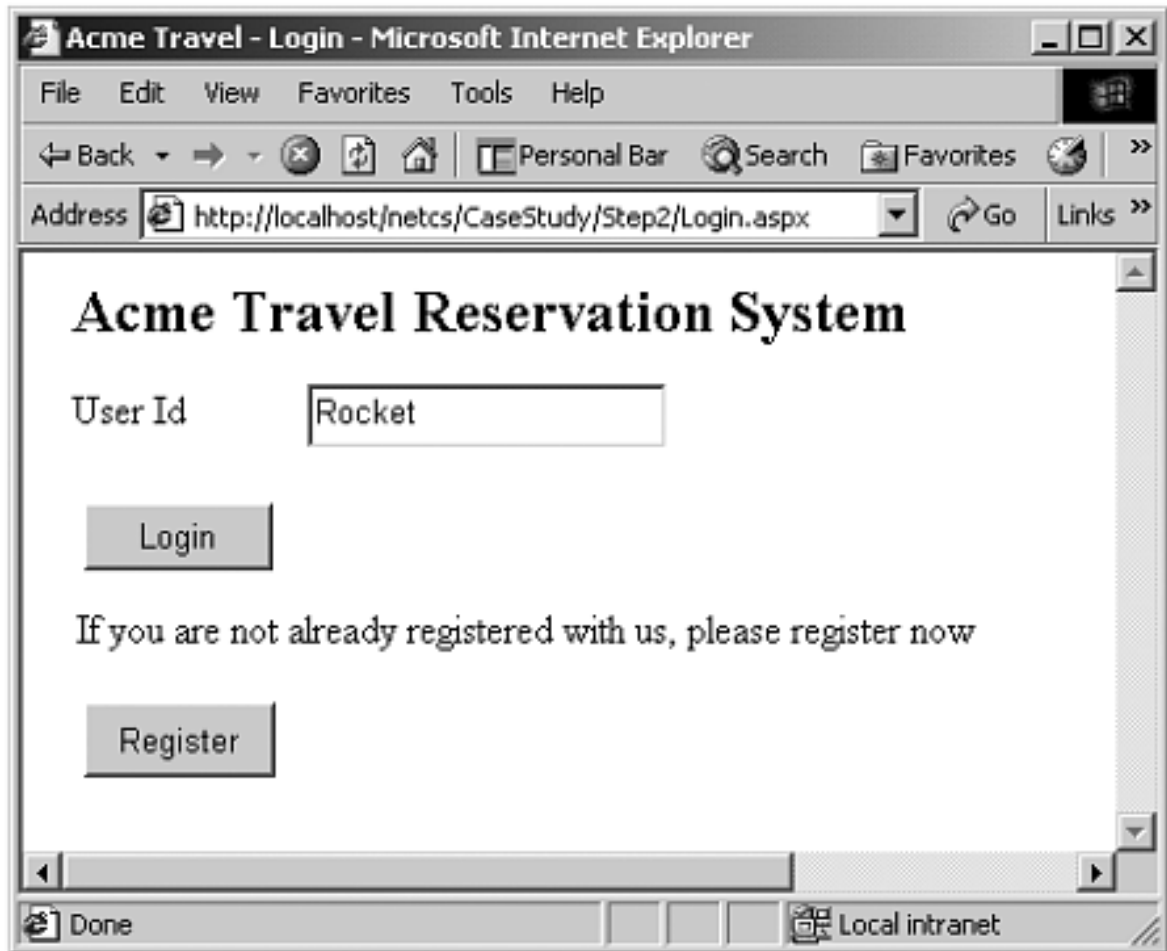 Acme Travel - Login - Microsoft Internet Explorer
File Edit View Favorites Tools Help
Back Personal Bar Search Favorites »
Address http://localhost/netcs/CaseStudy/Step2/Login.aspx Go Links »
Acme Travel Reservation System
User Id Rocket
Login
If you are not already registered with us, please register now
Register
Done Local intranet